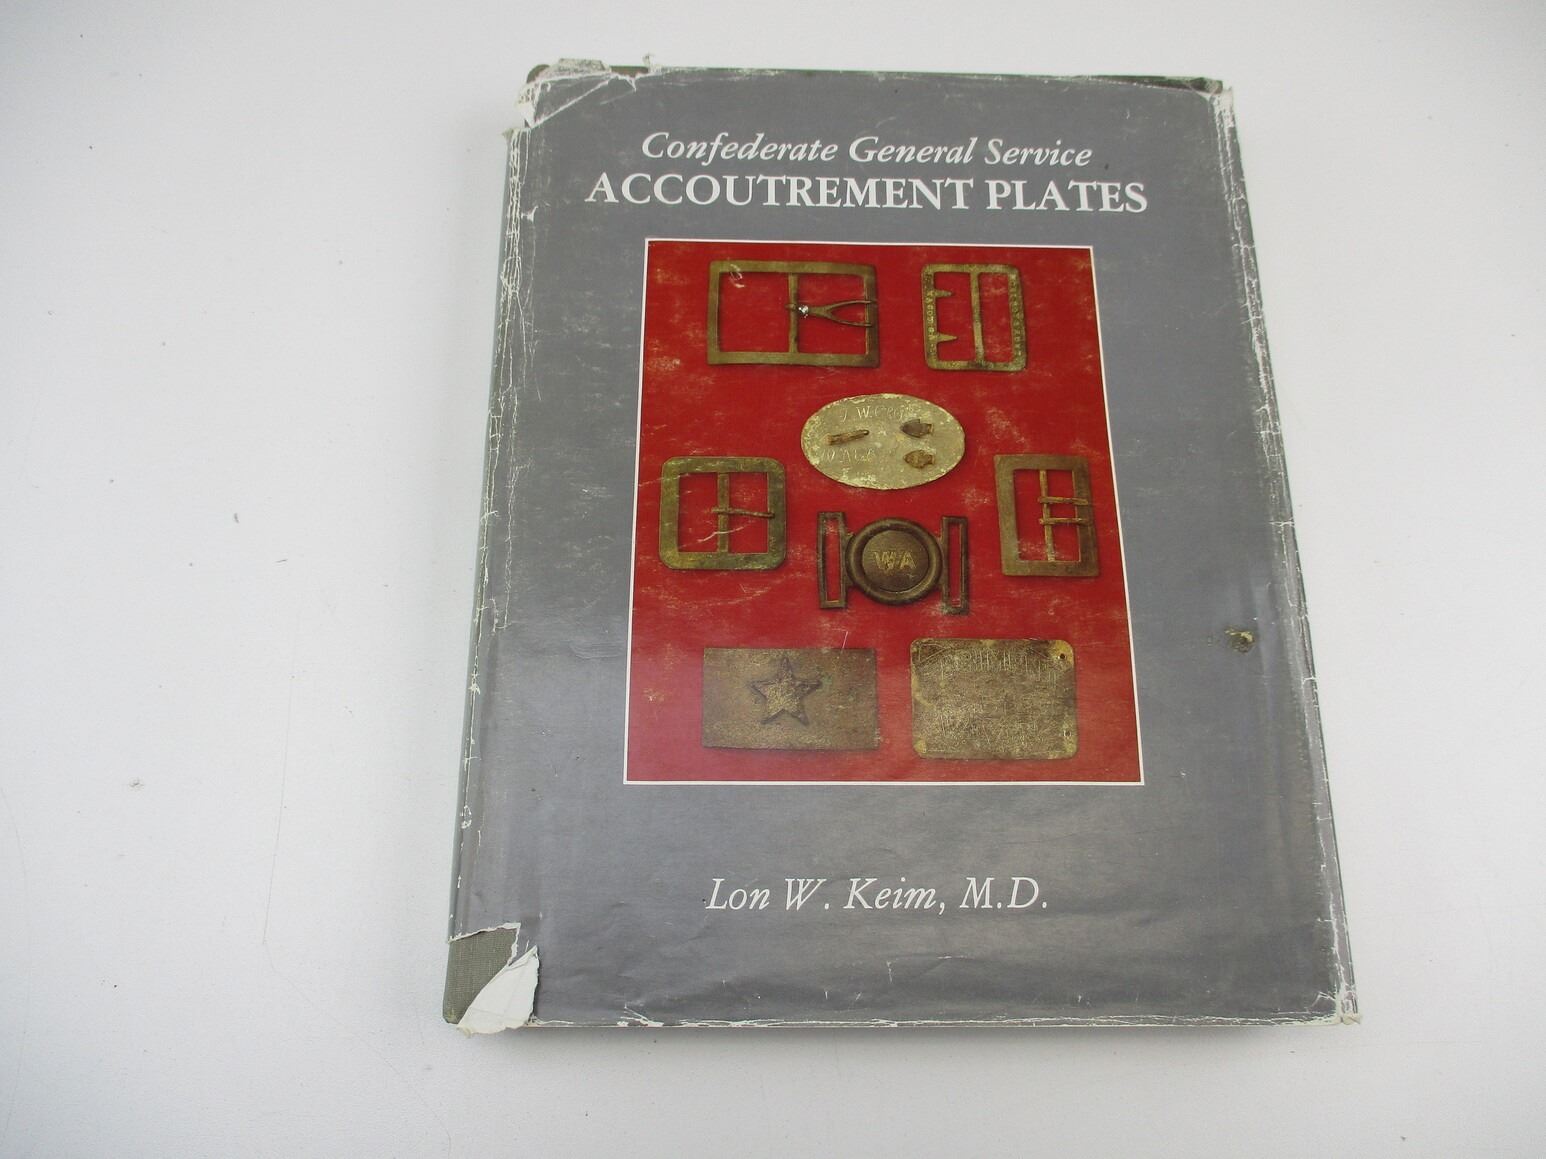 Confederate General Service
ACCOUTREMENT PLATES
WA
Lon W. Keim, M.D.